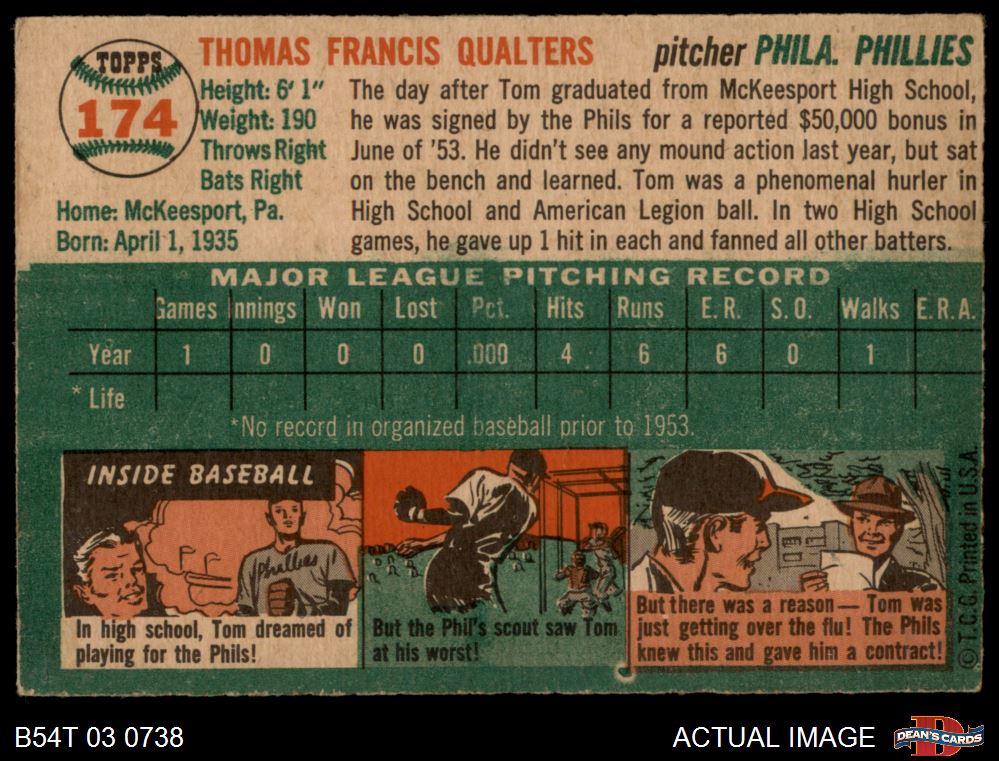 TOPPS
174
THOMAS FRANCIS QUALTERS
pitcher PHILA. PHILLIES
Height: 6' 1"
Weight: 190
Throws Right
Bats Right
Home: McKeesport, Pa.
Born: April 1, 1935
The day after Tom graduated from McKeesport High School,
he was signed by the Phils for a reported $50,000 bonus in
June of '53. He didn't see any mound action last year, but sat
on the bench and learned. Tom was a phenomenal hurler in
High School and American Legion ball. In two High School
games, he gave up 1 hit in each and fanned all other batters.
MAJOR LEAGUE PITCHING RECORD
Games Innings Won Lost Pct. Hits Runs E.R. S.O. Walks E.R.A.
Year 1 0 0 0 .000 4 6 6 0 1
* Life
*No record in organized baseball prior to 1953.
INSIDE BASEBALL
Phillies
In high school, Tom dreamed of
playing for the Phils!
But the Phil's scout saw Tom
at his worst!
But there was a reason — Tom was
just getting over the flu! The Phils
knew this and gave him a contract!
© T.C.G. Printed in U.S.A.
B54T 03 0738
ACTUAL IMAGE
DEAN'S CARDS